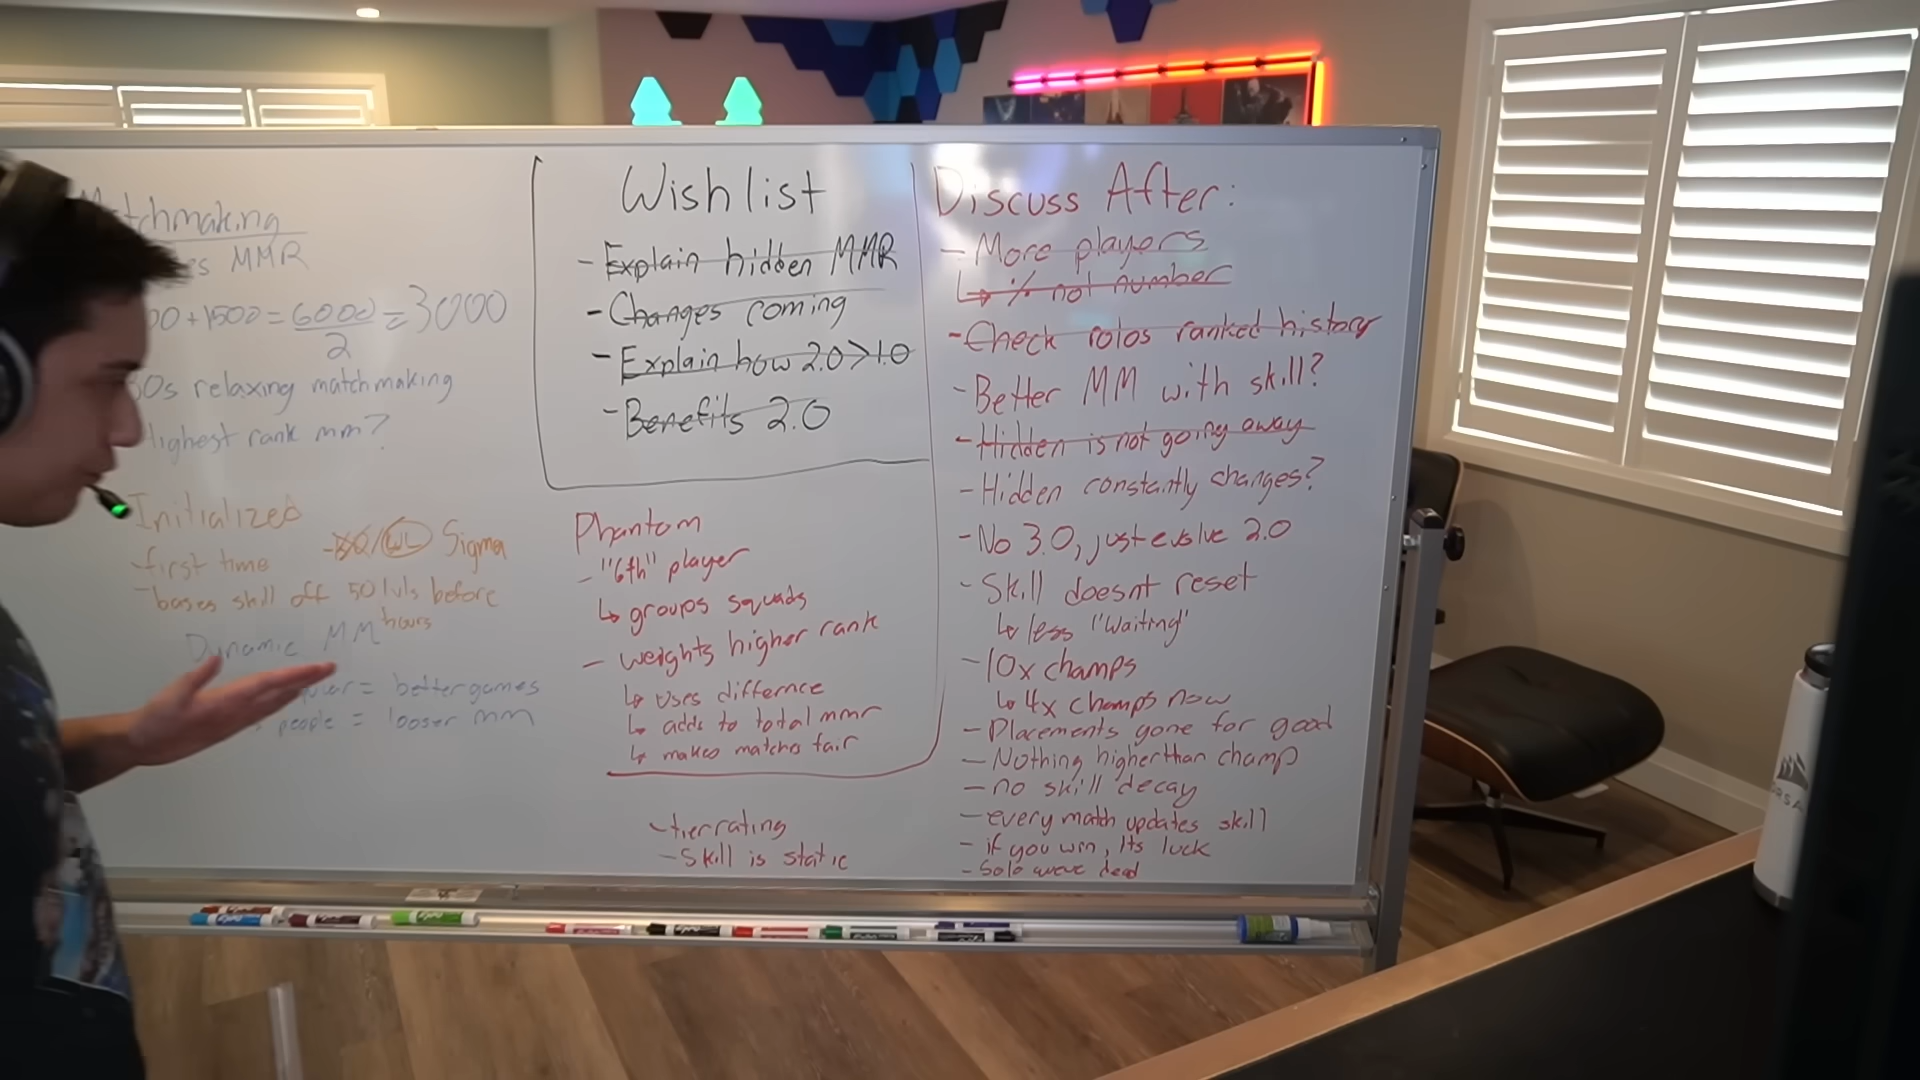 Matchmaking
MMR
+1500 = 6000 = 3000
2
relaxing matchmaking
Highest rank mm?
Initialized
-first time
Sigma
-bases skill off 50 lvls before
hours
Dynamic MM
= better games
people = looser mm
Wishlist
- Explain hidden MMR
- Changes coming
- Explain how 2.0>1.0
- Benefits 2.0
Phantom
- "6th" player
↳ groups squads
- weights higher rank
↳ Uses differnce
↳ adds to total mmr
↳ makes matches fair
- tier rating
- Skill is static
Discuss After:
- More players
↳ % not number
- Check rolos ranked history
- Better MM with skill?
- Hidden is not going away
- Hidden constantly changes?
- No 3.0, just evolve 2.0
- Skill doesnt reset
↳ less "Waiting"
- 10x champs
↳ 4x champs now
- Placements gone for good
- Nothing higher than champ
- no skill decay
- every match updates skill
- if you win, its luck
- Solo queue dead